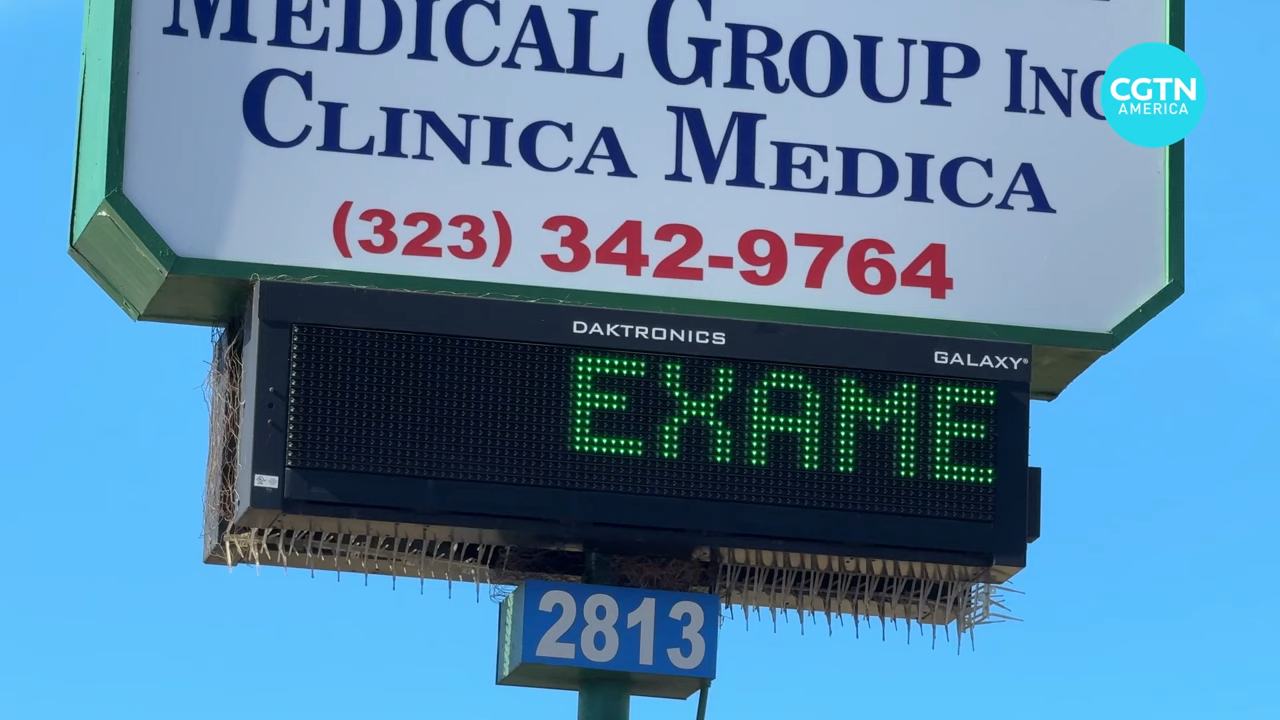 MEDICAL GROUP INC
CLINICA MEDICA
(323) 342-9764
DAKTRONICS
GALAXY®
EXAME
2813
CGTN
AMERICA